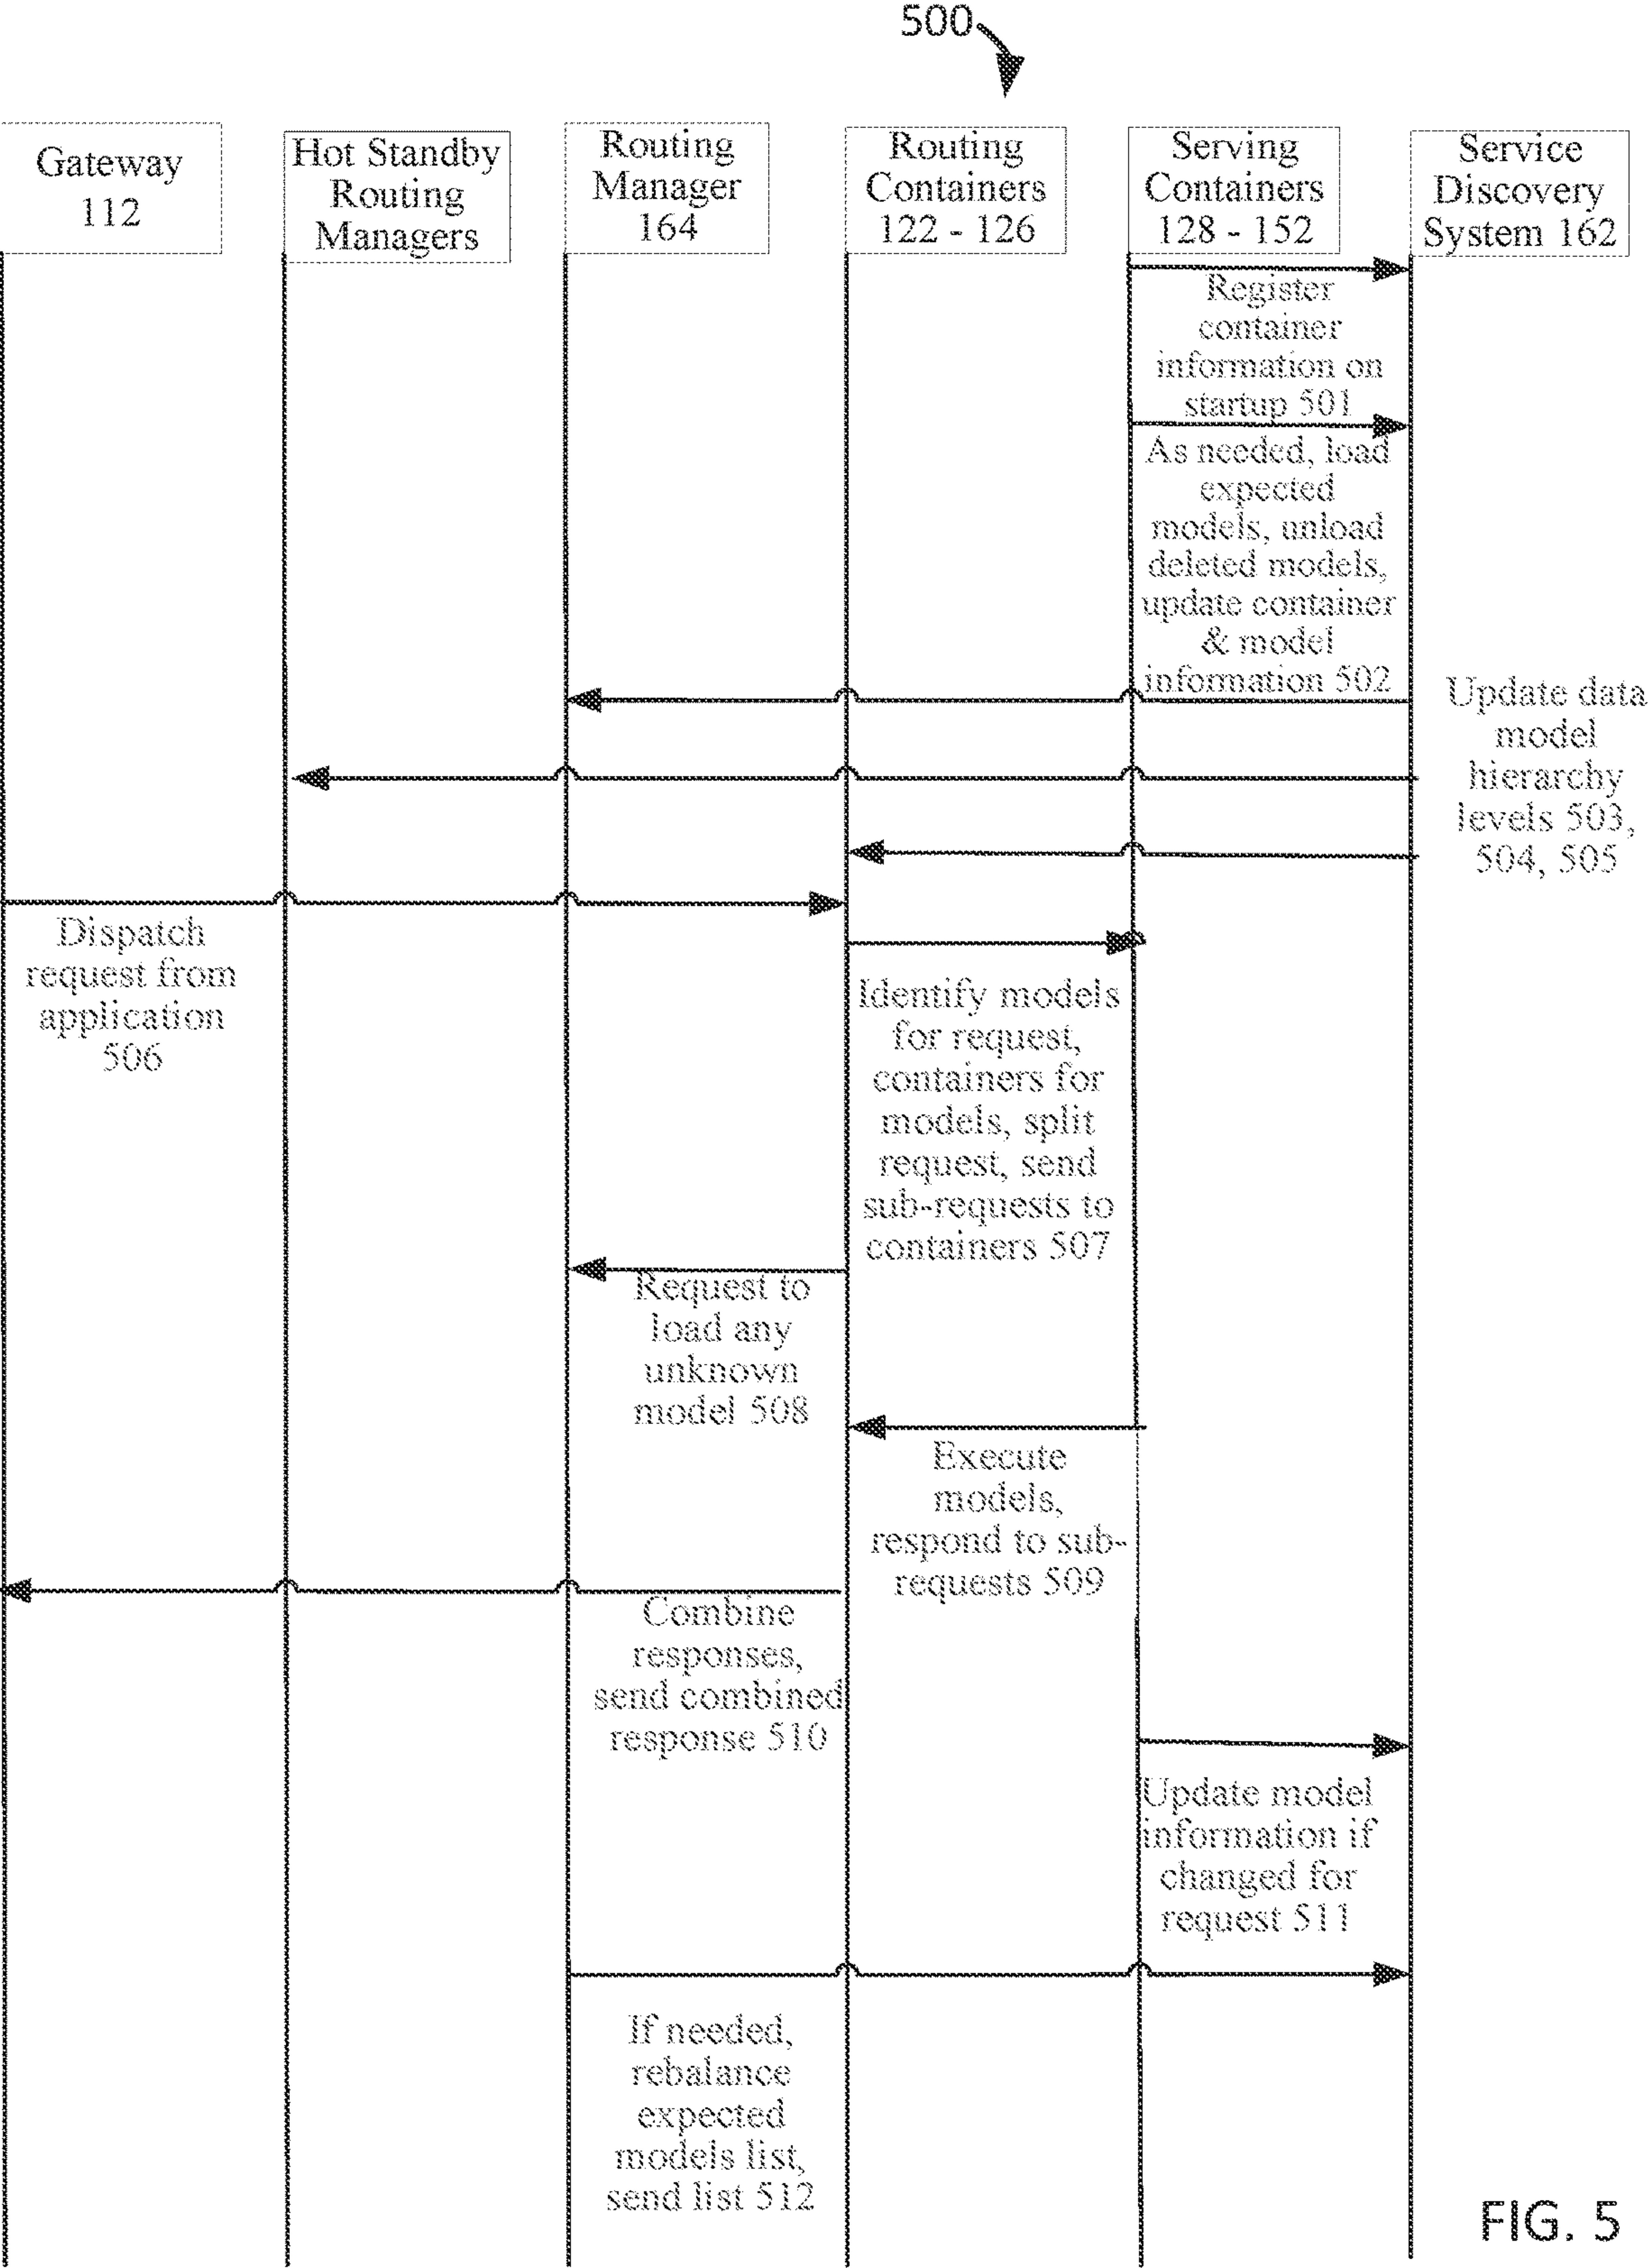 500
Gateway
112
Hot Standby
Routing
Managers
Routing
Manager
164
Routing
Containers
122 - 126
Serving
Containers
128 - 152
Service
Discovery
System 162
Register
container
information on
startup 501
As needed, load
expected
models, unload
deleted models,
update container
& model
information 502
Update data
model
hierarchy
levels 503,
504, 505
Dispatch
request from
application
506
Identify models
for request,
containers for
models, split
request, send
sub-requests to
containers 507
Request to
load any
unknown
model 508
Execute
models,
respond to sub-
requests 509
Combine
responses,
send combined
response 510
Update model
information if
changed for
request 511
If needed,
rebalance
expected
models list,
send list 512
FIG. 5